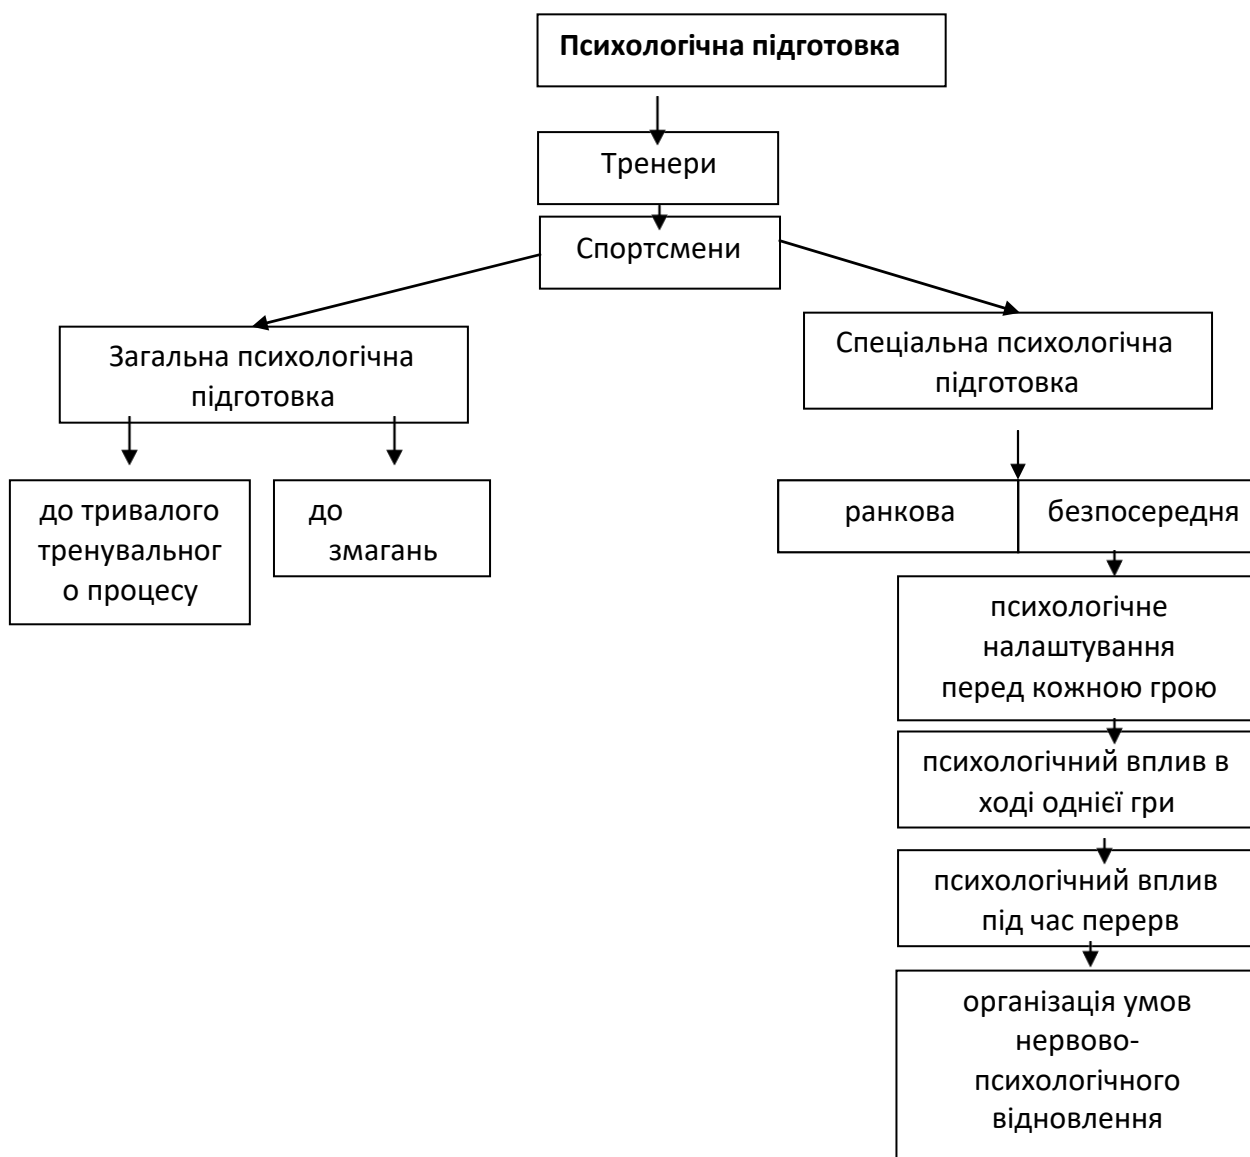 Психологічна підготовка
Тренери
Спортсмени
Загальна психологічна
підготовка
Спеціальна психологічна
підготовка
до тривалого
тренувальног
о процесу
до
змагань
ранкова
безпосередня
психологічне
налаштування
перед кожною грою
психологічний вплив в
ході однієї гри
психологічний вплив
під час перерв
організація умов
нервово-
психологічного
відновлення